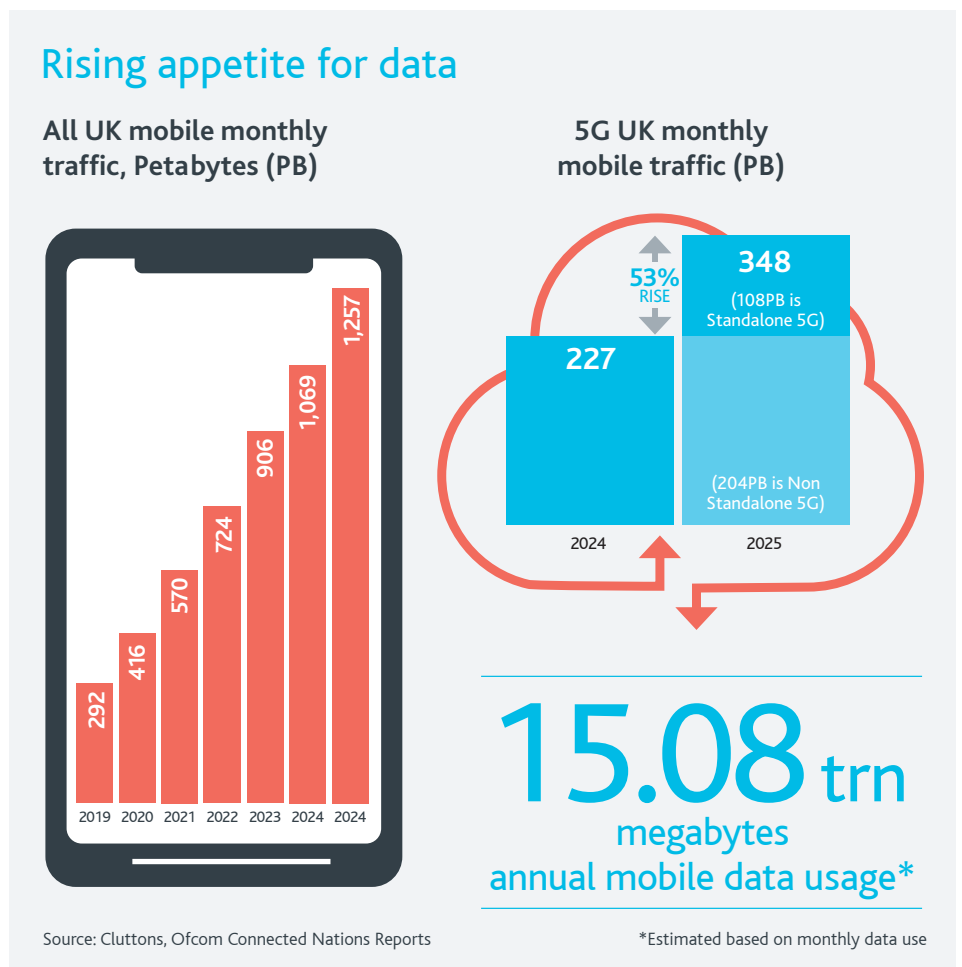 Rising appetite for data
All UK mobile monthly
traffic, Petabytes (PB)
1,257
1,069
906
724
570
416
292
2019 2020 2021 2022 2023 2024 2024
5G UK monthly
mobile traffic (PB)
53%
RISE
348
(108PB is
Standalone 5G)
227
(204PB is Non
Standalone 5G)
2024 2025
15.08 trn
megabytes
annual mobile data usage*
Source: Cluttons, Ofcom Connected Nations Reports
*Estimated based on monthly data use